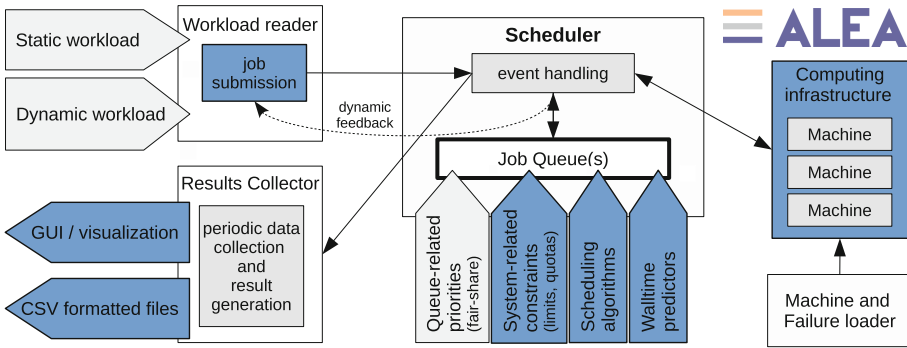 Static workload
Dynamic workload
Workload reader
job
submission
dynamic
feedback
Scheduler
event handling
Job Queue(s)
Queue-related
priorities
(fair-share)
System-related
constraints
(limits, quotas)
Scheduling
algorithms
Walltime
predictors
ALEA
Computing
infrastructure
Machine
Machine
Machine
Machine and
Failure loader
Results Collector
periodic data
collection
and
result
generation
GUI / visualization
CSV formatted files